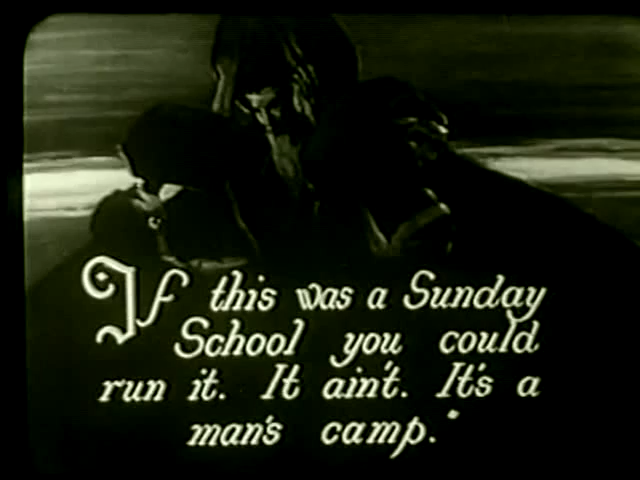 If this was a Sunday
School you could
run it. It ain't. It's a
man's camp."